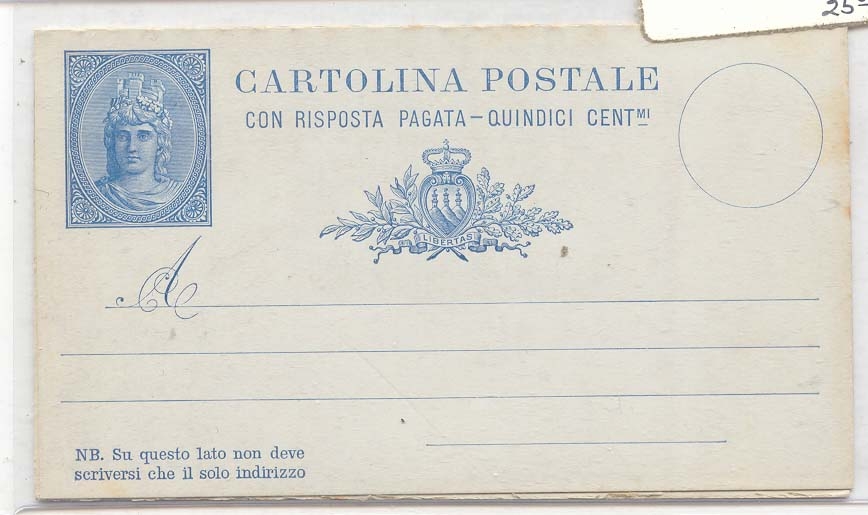 25
CARTOLINA POSTALE
CON RISPOSTA PAGATA — QUINDICI CENTMI
LIBERTAS
A
NB. Su questo lato non deve
scriversi che il solo indirizzo